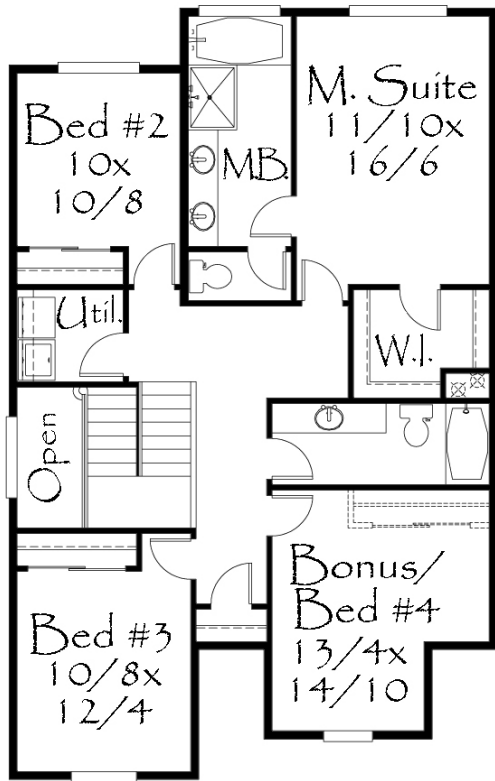 M. Suite
11/10x
16/6
Bed #2
10x
10/8
M.B.
Util.
W.I.
Open
Bonus/
Bed #4
13/4x
14/10
Bed #3
10/8x
12/4